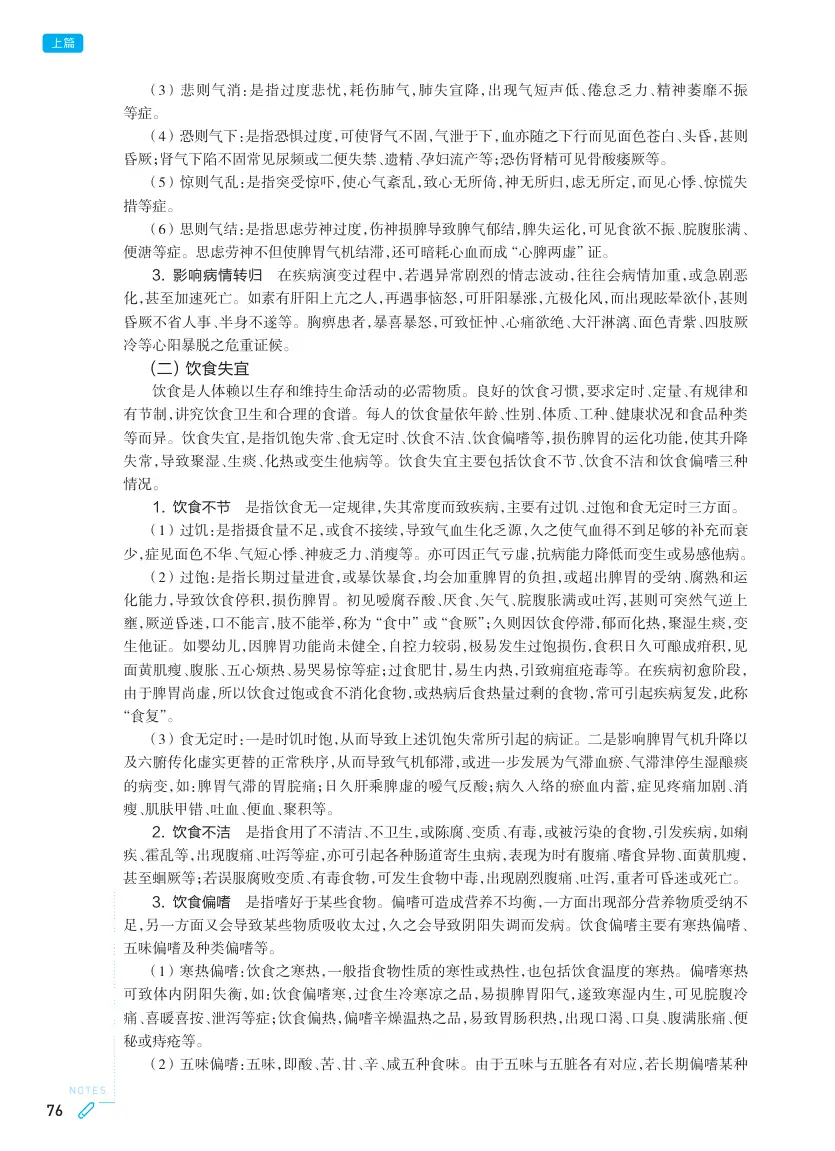 上篇
（3）悲则气消：是指过度悲忧，耗伤肺气，肺失宣降，出现气短声低、倦怠乏力、精神萎靡不振
等症。
（4）恐则气下：是指恐惧过度，可使肾气不固，气泄于下，血亦随之下行而见面色苍白、头昏，甚则
昏厥；肾气下陷不固常见尿频或二便失禁、遗精、孕妇流产等；恐伤肾精可见骨酸痿厥等。
（5）惊则气乱：是指突受惊吓，使心气紊乱，致心无所倚，神无所归，虑无所定，而见心悸、惊慌失
措等症。
（6）思则气结：是指思虑劳神过度，伤神损脾导致脾气郁结，脾失运化，可见食欲不振、脘腹胀满、
便溏等症。思虑劳神不但使脾胃气机结滞，还可暗耗心血而成“心脾两虚”证。
3. 影响病情转归　在疾病演变过程中，若遇异常剧烈的情志波动，往往会病情加重，或急剧恶
化，甚至加速死亡。如素有肝阳上亢之人，再遇事恼怒，可肝阳暴涨，亢极化风，而出现眩晕欲仆，甚则
昏厥不省人事、半身不遂等。胸痹患者，暴喜暴怒，可致怔忡、心痛欲绝、大汗淋漓、面色青紫、四肢厥
冷等心阳暴脱之危重证候。
（二）饮食失宜
饮食是人体赖以生存和维持生命活动的必需物质。良好的饮食习惯，要求定时、定量、有规律和
有节制，讲究饮食卫生和合理的食谱。每人的饮食量依年龄、性别、体质、工种、健康状况和食品种类
等而异。饮食失宜，是指饥饱失常、食无定时、饮食不洁、饮食偏嗜等，损伤脾胃的运化功能，使其升降
失常，导致聚湿、生痰、化热或变生他病等。饮食失宜主要包括饮食不节、饮食不洁和饮食偏嗜三种
情况。
1. 饮食不节　是指饮食无一定规律，失其常度而致疾病，主要有过饥、过饱和食无定时三方面。
（1）过饥：是指摄食量不足，或食不接续，导致气血生化乏源，久之使气血得不到足够的补充而衰
少，症见面色不华、气短心悸、神疲乏力、消瘦等。亦可因正气亏虚，抗病能力降低而变生或易感他病。
（2）过饱：是指长期过量进食，或暴饮暴食，均会加重脾胃的负担，或超出脾胃的受纳、腐熟和运
化能力，导致饮食停积，损伤脾胃。初见嗳腐吞酸、厌食、矢气、脘腹胀满或吐泻，甚则可突然气逆上
壅，厥逆昏迷，口不能言，肢不能举，称为“食中”或“食厥”；久则因饮食停滞，郁而化热，聚湿生痰，变
生他证。如婴幼儿，因脾胃功能尚未健全，自控力较弱，极易发生过饱损伤，食积日久可酿成疳积，见
面黄肌瘦、腹胀、五心烦热、易哭易惊等症；过食肥甘，易生内热，引致痈疽疮毒等。在疾病初愈阶段，
由于脾胃尚虚，所以饮食过饱或食不消化食物，或热病后食热量过剩的食物，常可引起疾病复发，此称
“食复”。
（3）食无定时：一是时饥时饱，从而导致上述饥饱失常所引起的病证。二是影响脾胃气机升降以
及六腑传化虚实更替的正常秩序，从而导致气机郁滞，或进一步发展为气滞血瘀、气滞津停生湿酿痰
的病变，如：脾胃气滞的胃脘痛；日久肝乘脾虚的嗳气反酸；病久入络的瘀血内蓄，症见疼痛加剧、消
瘦、肌肤甲错、吐血、便血、聚积等。
2. 饮食不洁　是指食用了不清洁、不卫生，或陈腐、变质、有毒，或被污染的食物，引发疾病，如痢
疾、霍乱等，出现腹痛、吐泻等症，亦可引起各种肠道寄生虫病，表现为时有腹痛、嗜食异物、面黄肌瘦，
甚至蛔厥等；若误服腐败变质、有毒食物，可发生食物中毒，出现剧烈腹痛、吐泻，重者可昏迷或死亡。
3. 饮食偏嗜　是指嗜好于某些食物。偏嗜可造成营养不均衡，一方面出现部分营养物质受纳不
足，另一方面又会导致某些物质吸收太过，久之会导致阴阳失调而发病。饮食偏嗜主要有寒热偏嗜、
五味偏嗜及种类偏嗜等。
（1）寒热偏嗜：饮食之寒热，一般指食物性质的寒性或热性，也包括饮食温度的寒热。偏嗜寒热
可致体内阴阳失衡，如：饮食偏嗜寒，过食生冷寒凉之品，易损脾胃阳气，遂致寒湿内生，可见脘腹冷
痛、喜暖喜按、泄泻等症；饮食偏热，偏嗜辛燥温热之品，易致胃肠积热，出现口渴、口臭、腹满胀痛、便
秘或痔疮等。
（2）五味偏嗜：五味，即酸、苦、甘、辛、咸五种食味。由于五味与五脏各有对应，若长期偏嗜某种
NOTES
76